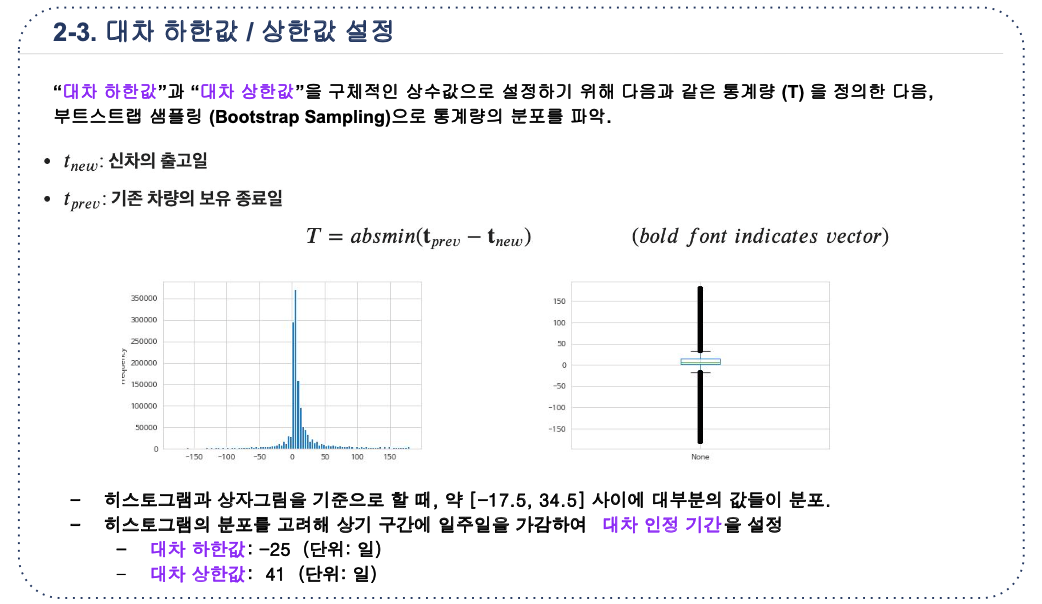 2-3. 대차 하한값 / 상한값 설정
“대차 하한값”과 “대차 상한값”을 구체적인 상수값으로 설정하기 위해 다음과 같은 통계량 (T) 을 정의한 다음,
부트스트랩 샘플링 (Bootstrap Sampling)으로 통계량의 분포를 파악.
• t_new: 신차의 출고일
• t_prev: 기존 차량의 보유 종료일
T = absmin(t_prev − t_new) (bold font indicates vector)
350000
300000
250000
200000
150000
100000
50000
0
−150 −100 −50 0 50 100 150
150
100
50
0
−50
−100
−150
None
– 히스토그램과 상자그림을 기준으로 할 때, 약 [−17.5, 34.5] 사이에 대부분의 값들이 분포.
– 히스토그램의 분포를 고려해 상기 구간에 일주일을 가감하여 대차 인정 기간을 설정
– 대차 하한값: −25 (단위: 일)
– 대차 상한값: 41 (단위: 일)